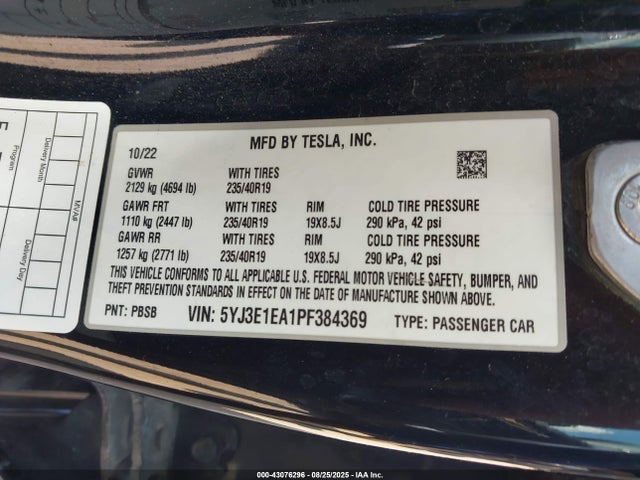 MFD BY TESLA, INC.
10/22
GVWR WITH TIRES
2129 kg (4694 lb) 235/40R19
GAWR FRT WITH TIRES RIM COLD TIRE PRESSURE
1110 kg (2447 lb) 235/40R19 19X8.5J 290 kPa, 42 psi
GAWR RR WITH TIRES RIM COLD TIRE PRESSURE
1257 kg (2771 lb) 235/40R19 19X8.5J 290 kPa, 42 psi
THIS VEHICLE CONFORMS TO ALL APPLICABLE U.S. FEDERAL MOTOR VEHICLE SAFETY, BUMPER, AND
THEFT PREVENTION STANDARDS IN EFFECT ON THE DATE OF MANUFACTURE SHOWN ABOVE.
PNT: PBSB VIN: 5YJ3E1EA1PF384369 TYPE: PASSENGER CAR
MVA#
Delivery Month
Delivery Day
Program
000-43076296 - 08/25/2025 - Copyright © 2025 IAA Inc.